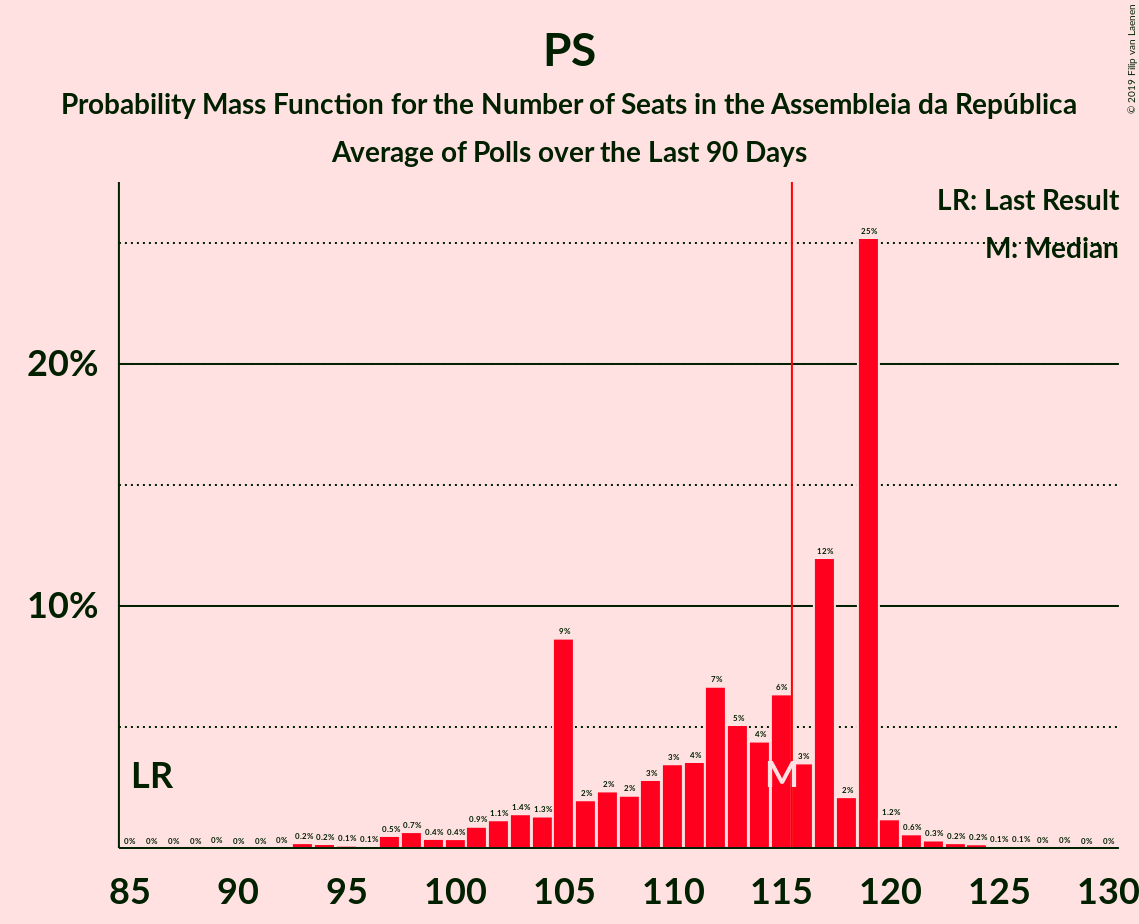 PS
Probability Mass Function for the Number of Seats in the Assembleia da República
Average of Polls over the Last 90 Days
© 2019 Filip van Laenen
LR: Last Result
M: Median
20%
10%
25%
12%
9%
7%
6%
5%
4%
3% 4%
3%
3%
2% 2% 2%
2%
0.9% 1.1% 1.4% 1.3%
0% 0% 0% 0% 0% 0% 0% 0% 0.2% 0.2% 0.1% 0.1% 0.5% 0.7% 0.4% 0.4%
1.2% 0.6% 0.3% 0.2% 0.2% 0.1% 0.1% 0% 0% 0% 0%
LR
M
85 90 95 100 105 110 115 120 125 130